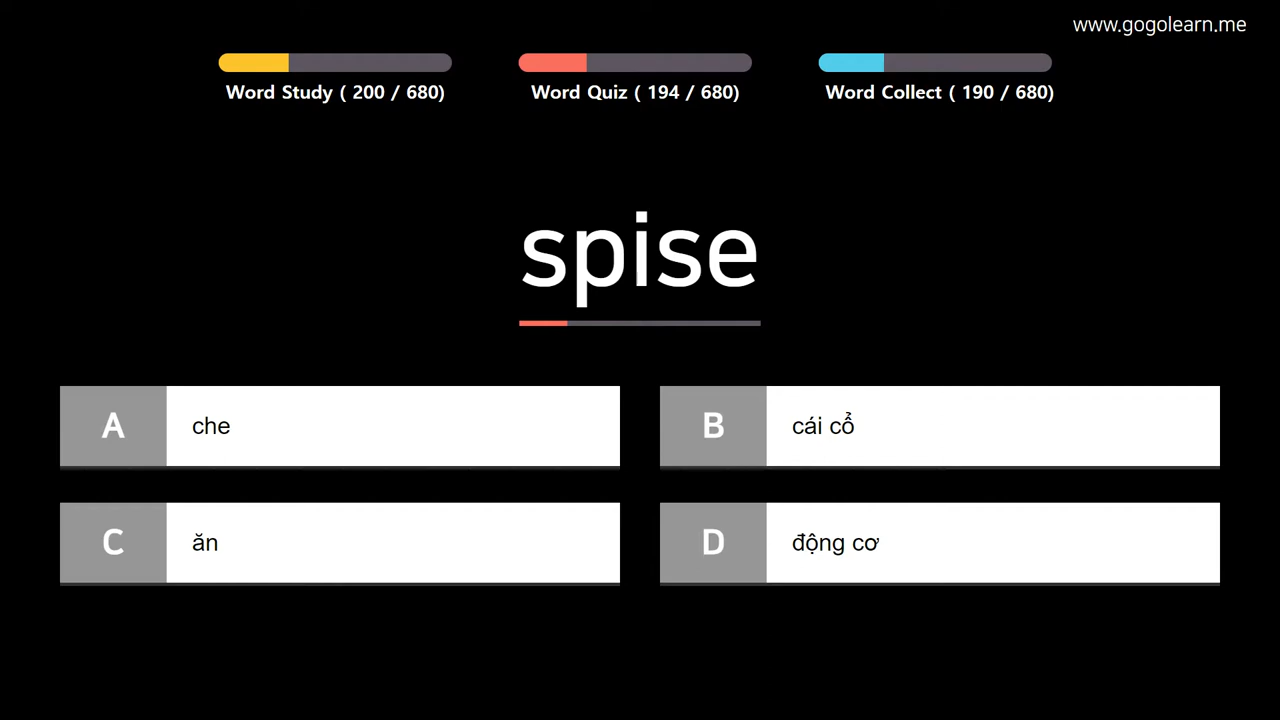 www.gogolearn.me
Word Study ( 200 / 680)
Word Quiz ( 194 / 680)
Word Collect ( 190 / 680)
spise
A che
B cái cổ
C ăn
D động cơ